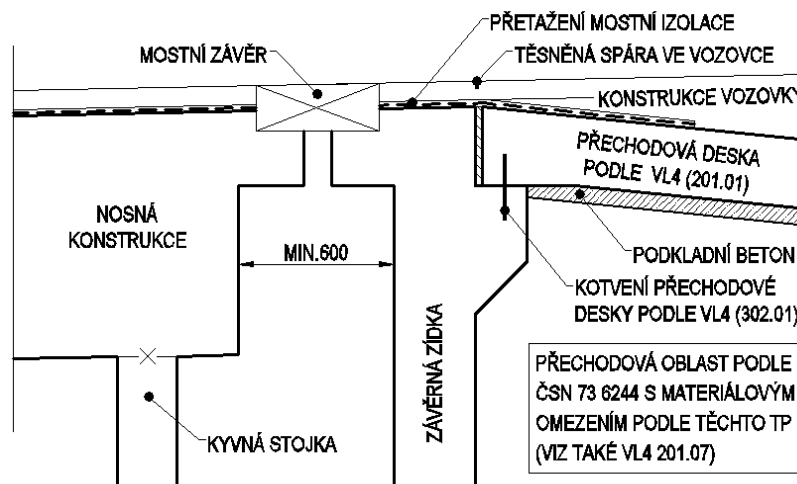 PŘETAŽENÍ MOSTNÍ IZOLACE
MOSTNÍ ZÁVĚR
TĚSNĚNÁ SPÁRA VE VOZOVCE
KONSTRUKCE VOZOVKY
PŘECHODOVÁ DESKA
PODLE VL4 (201.01)
NOSNÁ
KONSTRUKCE
MIN.600
PODKLADNÍ BETON
KOTVENÍ PŘECHODOVÉ
DESKY PODLE VL4 (302.01)
ZÁVĚRNÁ ZÍDKA
PŘECHODOVÁ OBLAST PODLE
ČSN 73 6244 S MATERIÁLOVÝM
OMEZENÍM PODLE TĚCHTO TP
(VIZ TAKÉ VL4 201.07)
KYVNÁ STOJKA